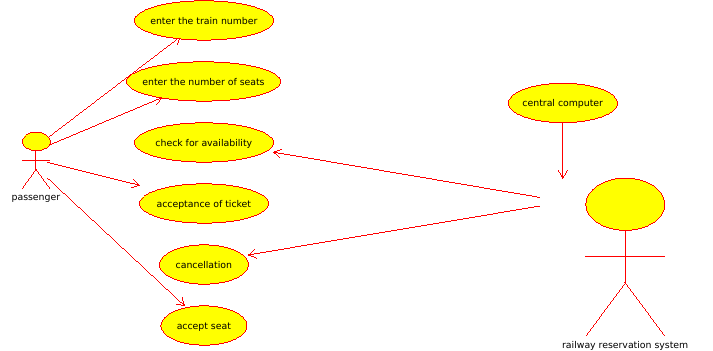 enter the train number
enter the number of seats
central computer
check for availability
passenger
acceptance of ticket
cancellation
accept seat
railway reservation system